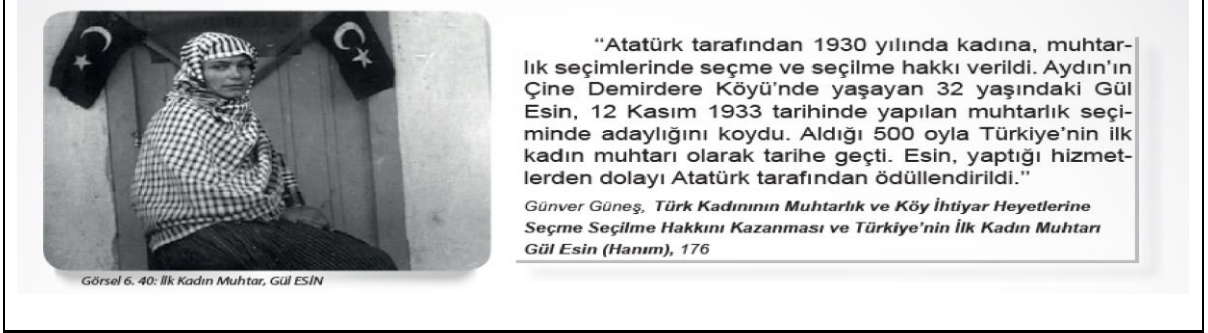 “Atatürk tarafından 1930 yılında kadına, muhtar-
lık seçimlerinde seçme ve seçilme hakkı verildi. Aydın’ın
Çine Demirdere Köyü’nde yaşayan 32 yaşındaki Gül
Esin, 12 Kasım 1933 tarihinde yapılan muhtarlık seçi-
minde adaylığını koydu. Aldığı 500 oyla Türkiye’nin ilk
kadın muhtarı olarak tarihe geçti. Esin, yaptığı hizmet-
lerden dolayı Atatürk tarafından ödüllendirildi.”
Günver Güneş, Türk Kadınının Muhtarlık ve Köy İhtiyar Heyetlerine
Seçme Seçilme Hakkını Kazanması ve Türkiye’nin İlk Kadın Muhtarı
Gül Esin (Hanım), 176
Görsel 6. 40: İlk Kadın Muhtar, Gül ESİN